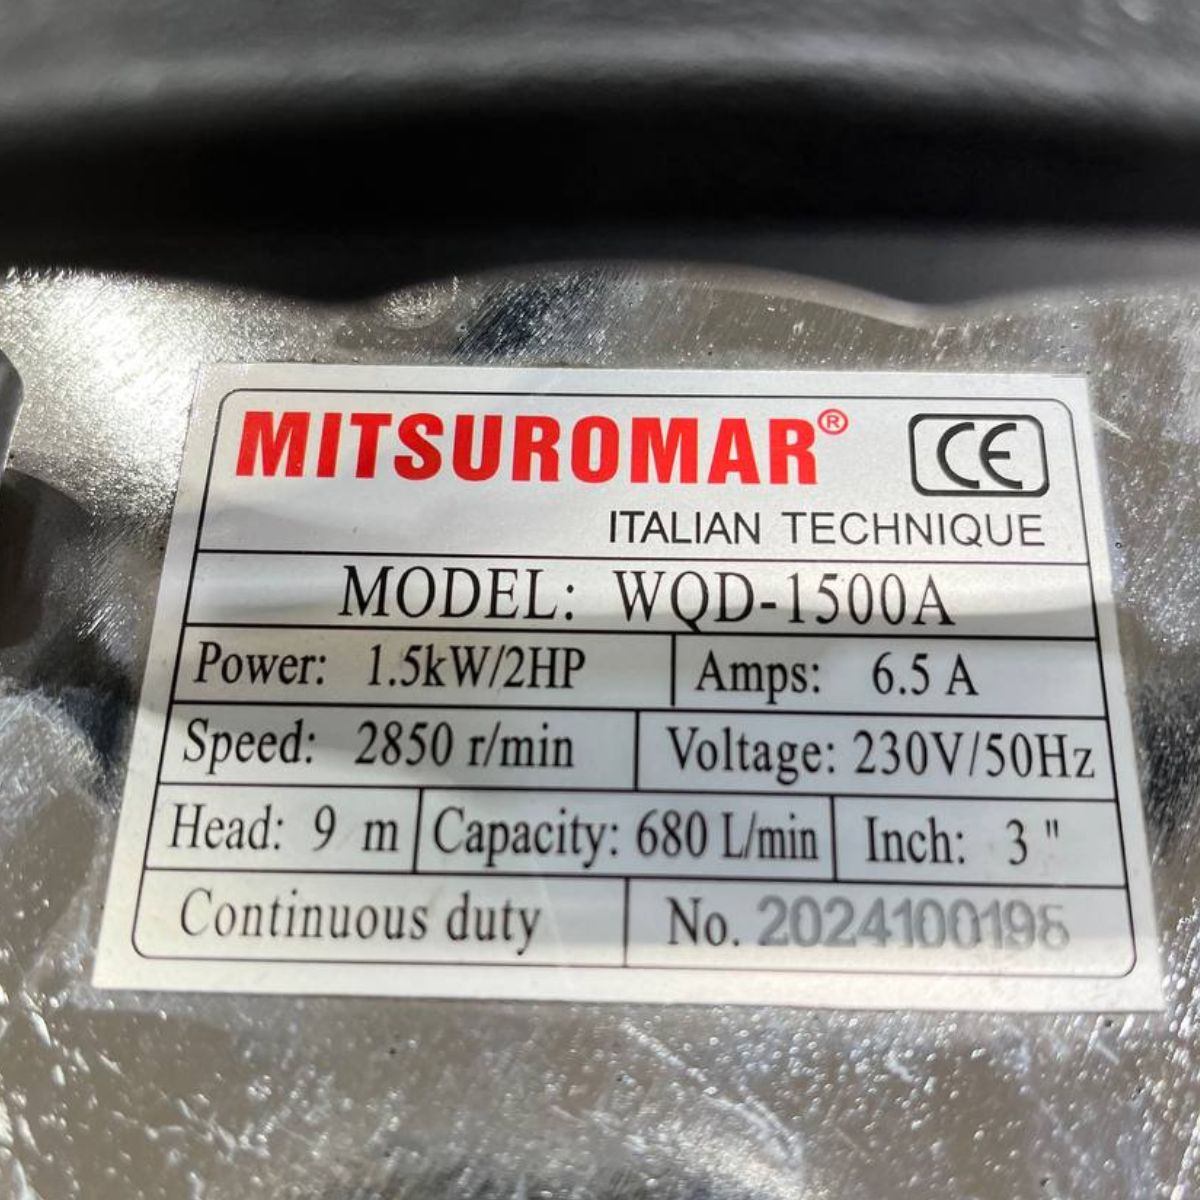 MITSUROMAR® CE
ITALIAN TECHNIQUE
MODEL: WQD-1500A
Power: 1.5kW/2HP Amps: 6.5 A
Speed: 2850 r/min Voltage: 230V/50Hz
Head: 9 m Capacity: 680 L/min Inch: 3 "
Continuous duty No. 2024100198